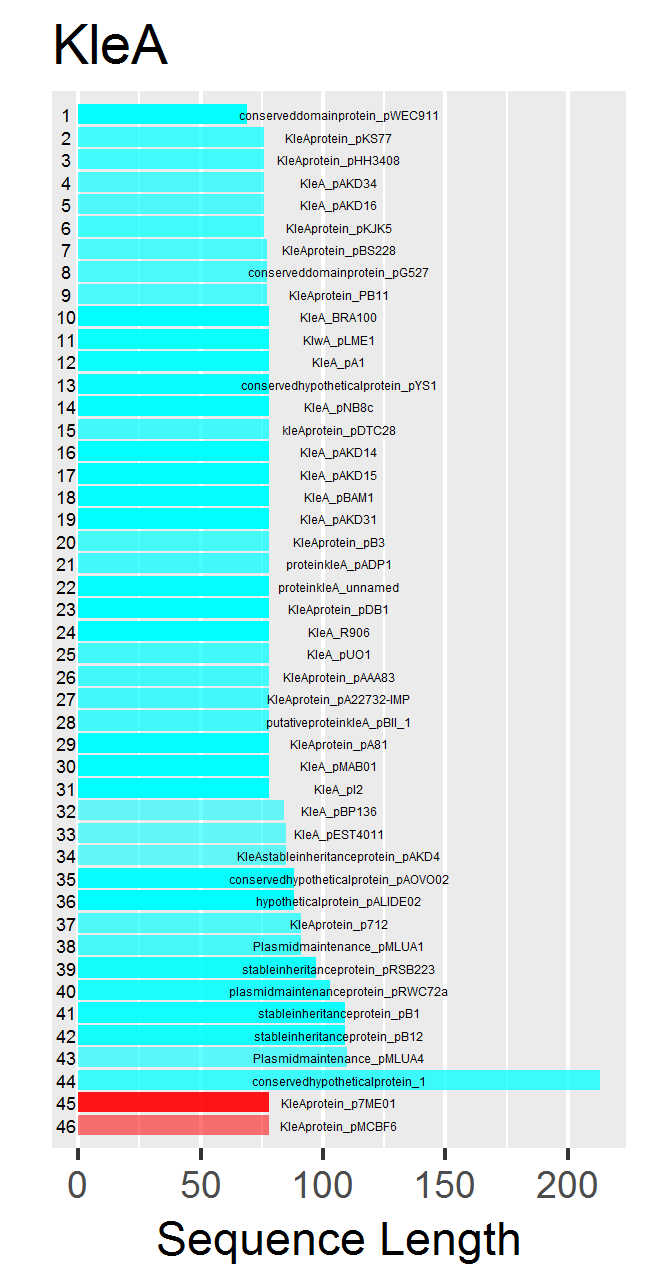 KleA
1 conserveddomainprotein_pWEC911
2 KleAprotein_pKS77
3 KleAprotein_pHH3408
4 KleA_pAKD34
5 KleA_pAKD16
6 KleAprotein_pKJK5
7 KleAprotein_pBS228
8 conserveddomainprotein_pG527
9 KleAprotein_PB11
10 KleA_BRA100
11 KlwA_pLME1
12 KleA_pA1
13 conservedhypotheticalprotein_pYS1
14 KleA_pNB8c
15 kleAprotein_pDTC28
16 KleA_pAKD14
17 KleA_pAKD15
18 KleA_pBAM1
19 KleA_pAKD31
20 KleAprotein_pB3
21 proteinkleA_pADP1
22 proteinkleA_unnamed
23 KleAprotein_pDB1
24 KleA_R906
25 KleA_pUO1
26 KleAprotein_pAAA83
27 KleAprotein_pA22732-IMP
28 putativeproteinkleA_pBII_1
29 KleAprotein_pA81
30 KleA_pMAB01
31 KleA_pI2
32 KleA_pBP136
33 KleA_pEST4011
34 KleAstableinheritanceprotein_pAKD4
35 conservedhypotheticalprotein_pAOVO02
36 hypotheticalprotein_pALIDE02
37 KleAprotein_p712
38 Plasmidmaintenance_pMLUA1
39 stableinheritanceprotein_pRSB223
40 plasmidmaintenanceprotein_pRWC72a
41 stableinheritanceprotein_pB1
42 stableinheritanceprotein_pB12
43 Plasmidmaintenance_pMLUA4
44 conservedhypotheticalprotein_1
45 KleAprotein_p7ME01
46 KleAprotein_pMCBF6
0 50 100 150 200
Sequence Length